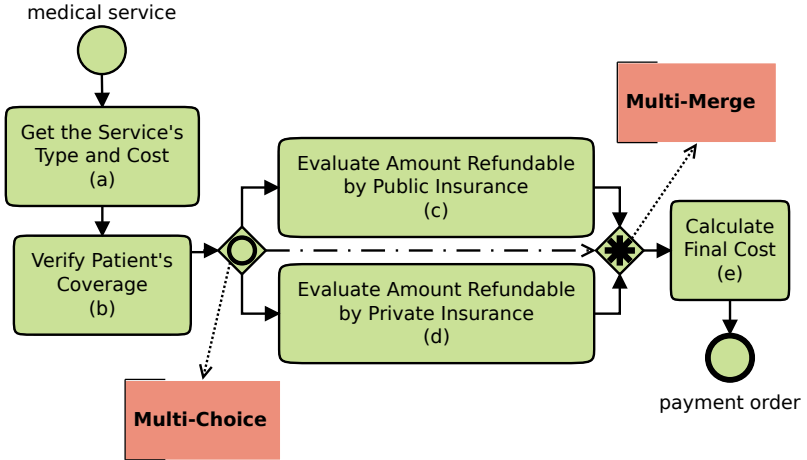 medical service
Get the Service's
Type and Cost
(a)
Verify Patient's
Coverage
(b)
Evaluate Amount Refundable
by Public Insurance
(c)
Evaluate Amount Refundable
by Private Insurance
(d)
Multi-Choice
Multi-Merge
Calculate
Final Cost
(e)
payment order